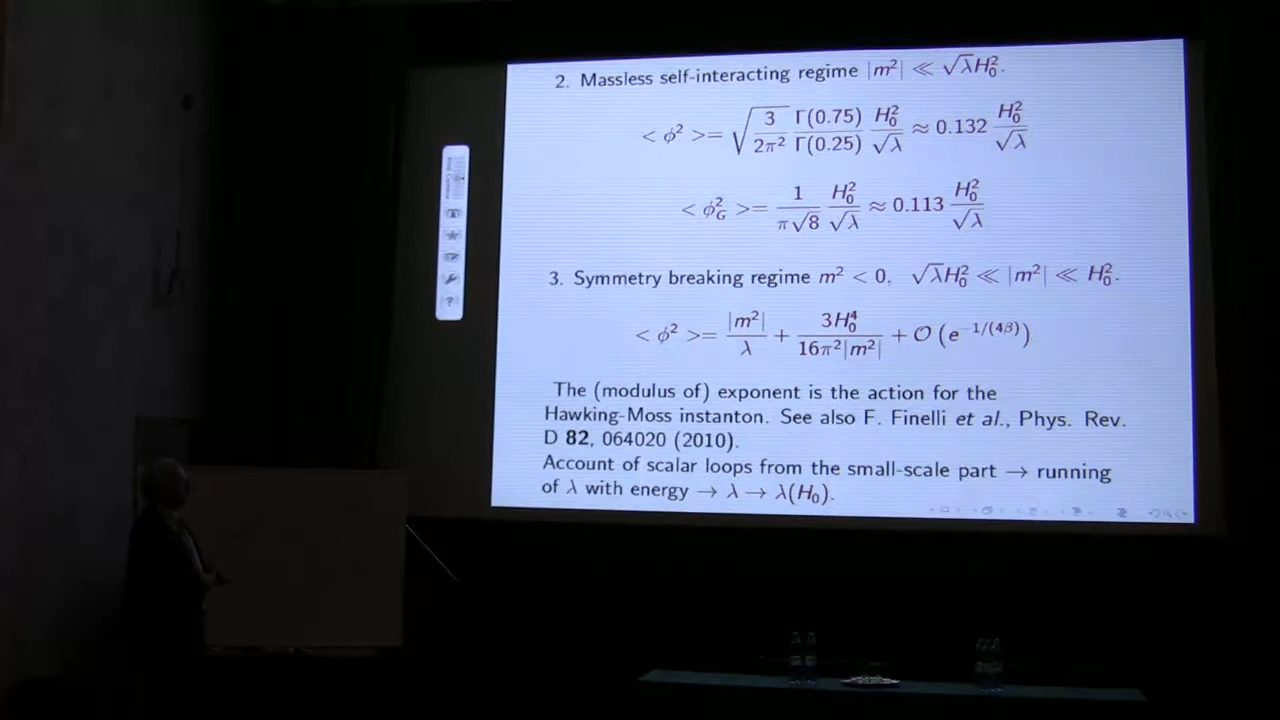 2. Massless self-interacting regime |m²| ≪ √λH₀².
< ϕ² >= √(3/2π²) Γ(0.75)/Γ(0.25) H₀²/√λ ≈ 0.132 H₀²/√λ
< ϕ_G² >= 1/(π√8) H₀²/√λ ≈ 0.113 H₀²/√λ
3. Symmetry breaking regime m² < 0, √λH₀² ≪ |m²| ≪ H₀².
< ϕ² >= |m²|/λ + 3H₀⁴/(16π²|m²|) + O(e^{-1/(4β)})
The (modulus of) exponent is the action for the
Hawking-Moss instanton. See also F. Finelli et al., Phys. Rev.
D 82, 064020 (2010).
Account of scalar loops from the small-scale part → running
of λ with energy → λ → λ(H₀).
?